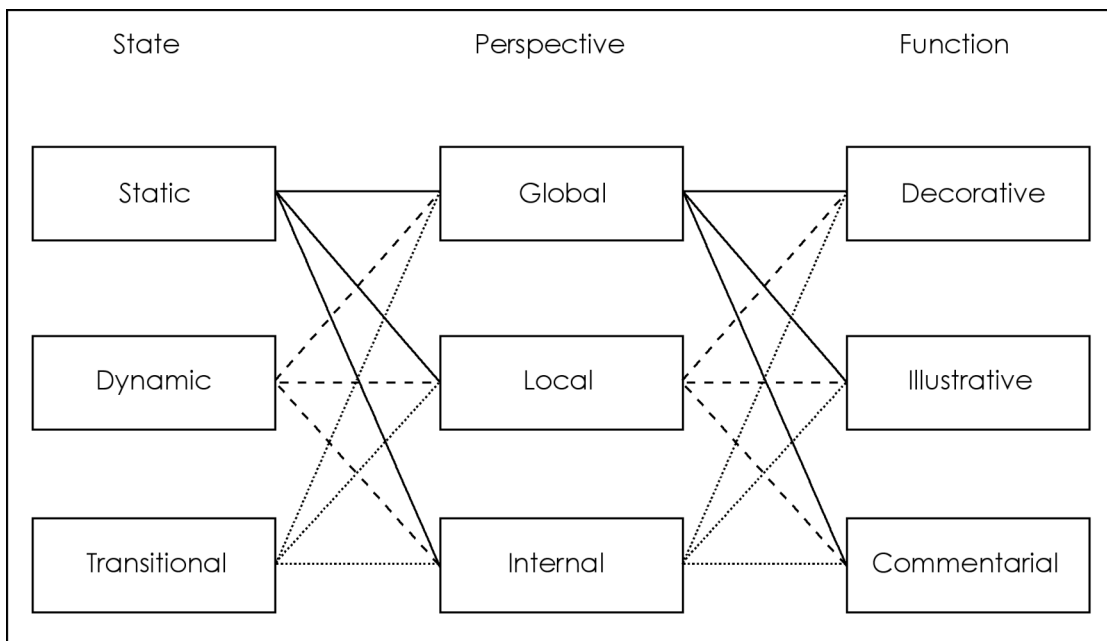 State
Perspective
Function
Static
Global
Decorative
Dynamic
Local
Illustrative
Transitional
Internal
Commentarial